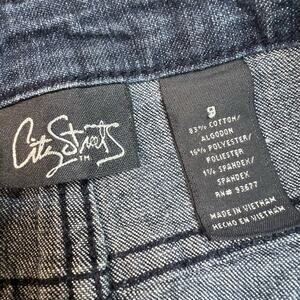 City Streets
TM
9
83% COTTON/
ALGODON
16% POLYESTER/
POLIESTER
1% SPANDEX/
SPANDEX
RN# 93677
MADE IN VIETNAM
HECHO EN VIETNAM